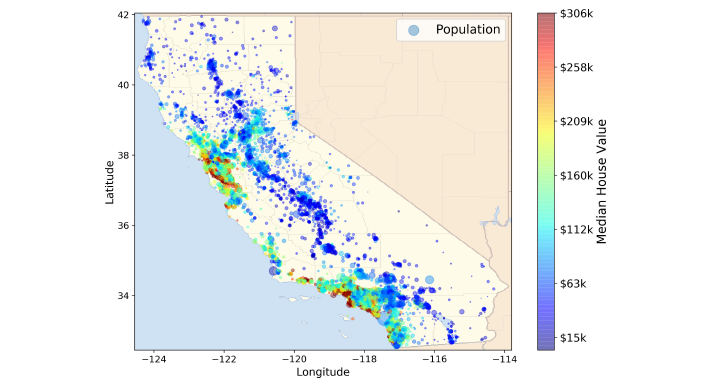 42
40
38
36
34
Latitude
−124
−122
−120
−118
−116
−114
Longitude
Population
$306k
$258k
$209k
$160k
$112k
$63k
$15k
Median House Value